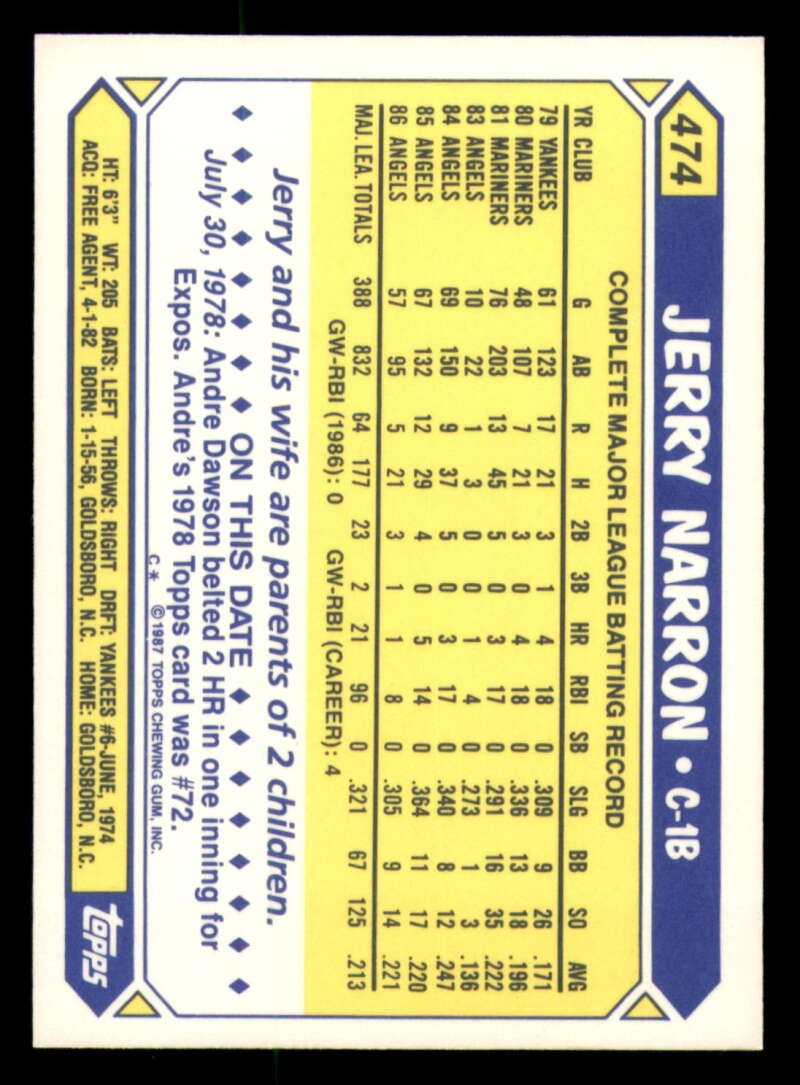 474
JERRY NARRON • C-1B
COMPLETE MAJOR LEAGUE BATTING RECORD
YR CLUB G AB R H 2B 3B HR RBI SB SLG BB SO AVG
79 YANKEES 61 123 17 21 3 1 4 18 0 .309 9 26 .171
80 MARINERS 48 107 7 21 3 0 4 18 0 .336 13 18 .196
81 MARINERS 76 203 13 45 5 0 3 17 0 .291 16 35 .222
83 ANGELS 10 22 1 3 0 0 1 4 0 .273 1 3 .136
84 ANGELS 69 150 9 37 5 0 3 17 0 .340 8 12 .247
85 ANGELS 67 132 12 29 4 0 5 14 0 .364 11 17 .220
86 ANGELS 57 95 5 21 3 1 1 8 0 .305 9 14 .221
MAJ. LEA. TOTALS 388 832 64 177 23 2 21 96 0 .321 67 125 .213
GW-RBI (1986): 0 GW-RBI (CAREER): 4
Jerry and his wife are parents of 2 children.
♦ ♦ ♦ ♦ ♦ ♦ ♦ ♦ ON THIS DATE ♦ ♦ ♦ ♦ ♦ ♦ ♦ ♦
July 30, 1978: Andre Dawson belted 2 HR in one inning for
Expos. Andre's 1978 Topps card was #72.
C * ©1987 TOPPS CHEWING GUM, INC.
HT: 6'3" WT: 205 BATS: LEFT THROWS: RIGHT DRFT: YANKEES #6-JUNE, 1974
ACQ: FREE AGENT, 4-1-82 BORN: 1-15-56, GOLDSBORO, N.C. HOME: GOLDSBORO, N.C.
TOPPS